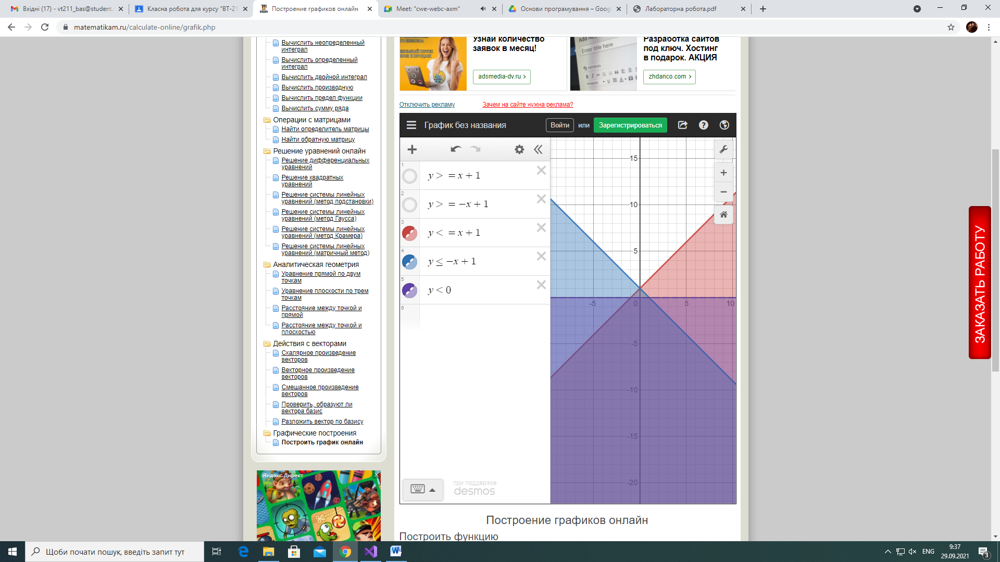 Вхідні (17) - vt211_bas@student.
Класна робота для курсу "ВТ-21
Построение графиков онлайн
Meet: "cwe-webc-axm"
Основи програмування – Goog
Лабораторна робота.pdf
matematikam.ru/calculate-online/grafik.php
Вычислить неопределенный
интеграл
Вычислить определенный
интеграл
Вычислить двойной интеграл
Вычислить производную
Вычислить предел функции
Вычислить сумму ряда
Операции с матрицами
Найти определитель матрицы
Найти обратную матрицу
Решение уравнений онлайн
Решение дифференциальных
уравнений
Решение квадратных
уравнений
Решение системы линейных
уравнений (метод подстановки)
Решение системы линейных
уравнений (метод Гаусса)
Решение системы линейных
уравнений (метод Крамера)
Решение системы линейных
уравнений (матричный метод)
Аналитическая геометрия
Уравнение прямой по двум
точкам
Уравнение плоскости по трем
точкам
Расстояние между точкой и
прямой
Расстояние между точкой и
плоскостью
Действия с векторами
Скалярное произведение
векторов
Векторное произведение
векторов
Смешанное произведение
векторов
Проверить, образуют ли
вектора базис
Разложить вектор по базису
Графические построения
Построить график онлайн
Яндекс.Директ
Узнай количество
заявок в месяц!
adsmedia-dv.ru
Enter title here
Add Media
Paragraph
Разработка сайтов
под ключ. Хостинг
в подарок. АКЦИЯ
zhdanco.com
Отключить рекламу
Зачем на сайте нужна реклама?
График без названия
Войти
или
Зарегистрироваться
1
y > = x + 1
2
y > = −x + 1
3
y < = x + 1
4
y ≤ −x + 1
5
y < 0
6
15
10
5
-5
0
5
10
-5
-10
-15
-20
при поддержке
desmos
Построение графиков онлайн
Построить функцию
ЗАКАЗАТЬ РАБОТУ
Щоби почати пошук, введіть запит тут
ENG
9:37
29.09.2021
3